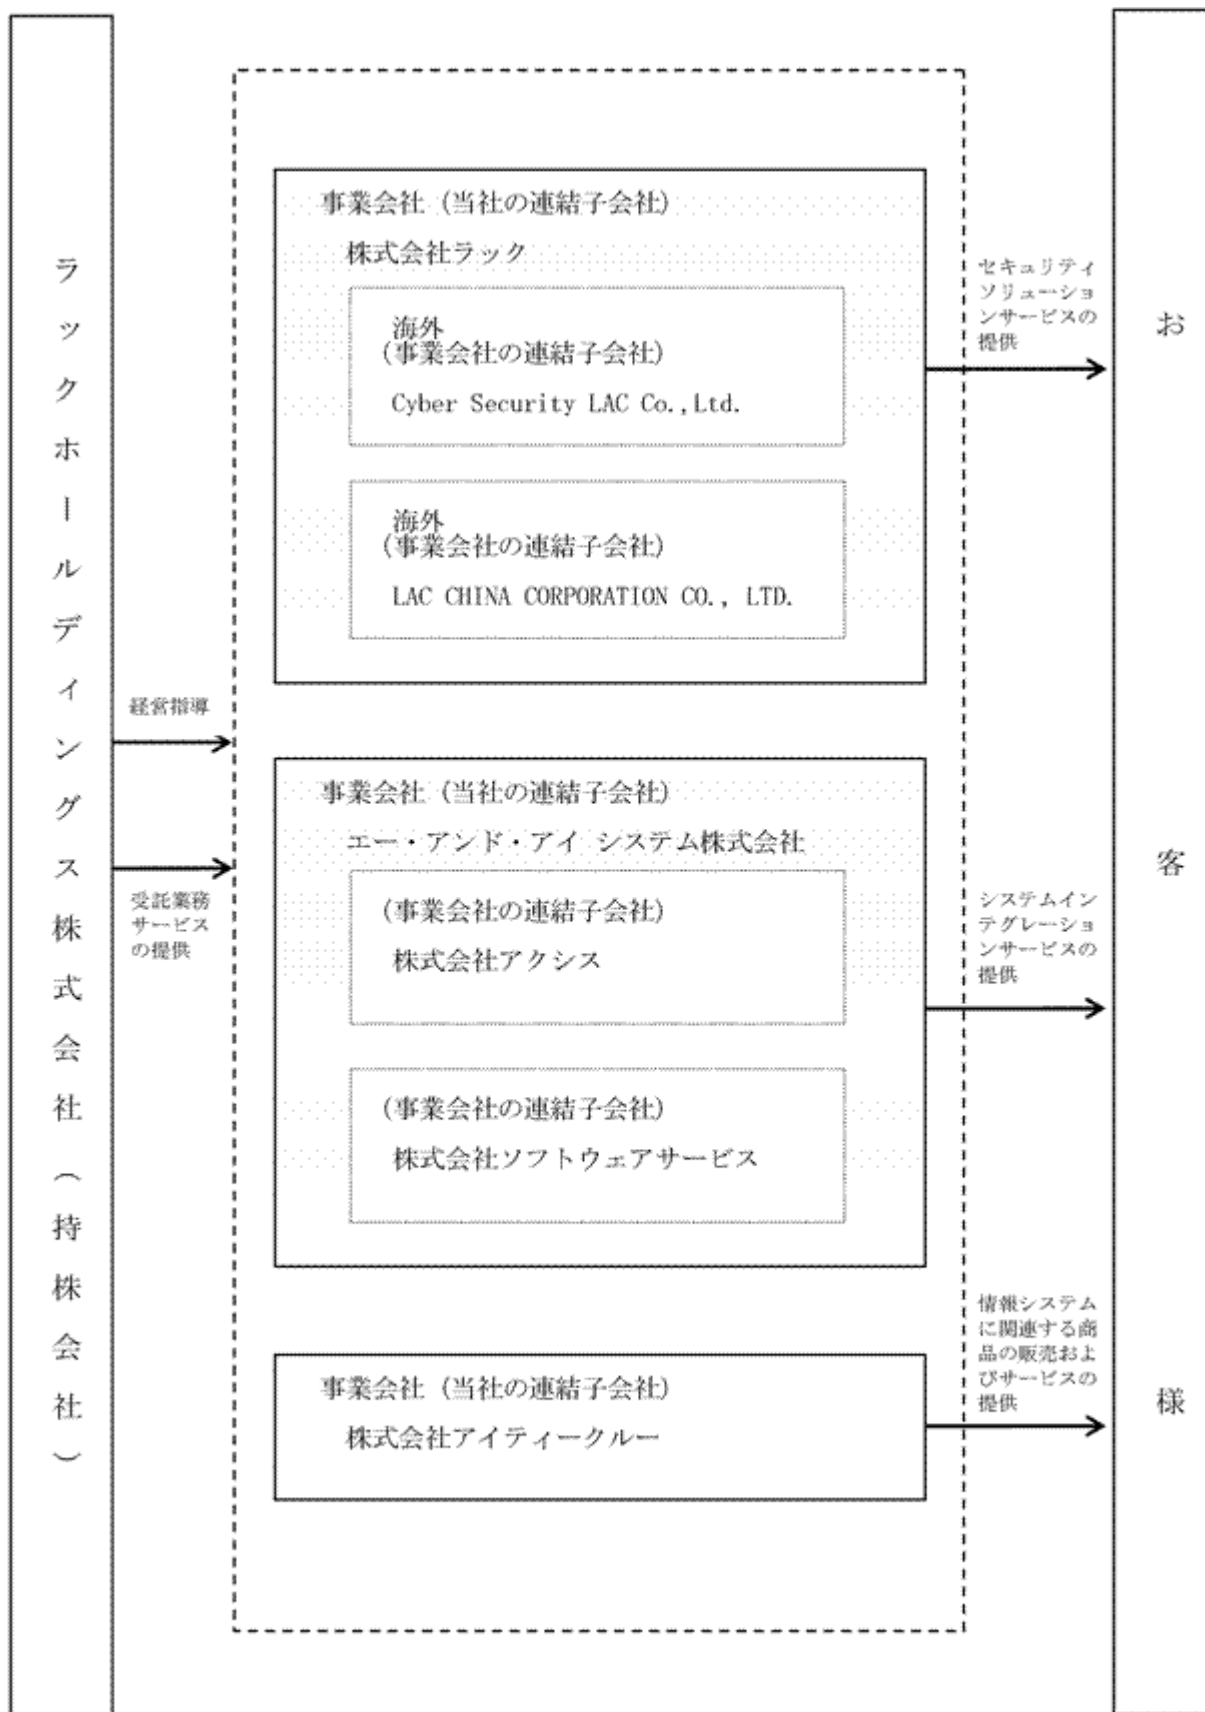 ラックホールディングス株式会社（持株会社）
経営指導
受託業務
サービス
の提供
事業会社（当社の連結子会社）
株式会社ラック
海外
（事業会社の連結子会社）
Cyber Security LAC Co.,Ltd.
海外
（事業会社の連結子会社）
LAC CHINA CORPORATION CO., LTD.
事業会社（当社の連結子会社）
エー・アンド・アイ システム株式会社
（事業会社の連結子会社）
株式会社アクシス
（事業会社の連結子会社）
株式会社ソフトウェアサービス
事業会社（当社の連結子会社）
株式会社アイティークルー
セキュリティ
ソリューショ
ンサービスの
提供
システムイン
テグレーショ
ンサービスの
提供
情報システム
に関連する商
品の販売およ
びサービスの
提供
お客様